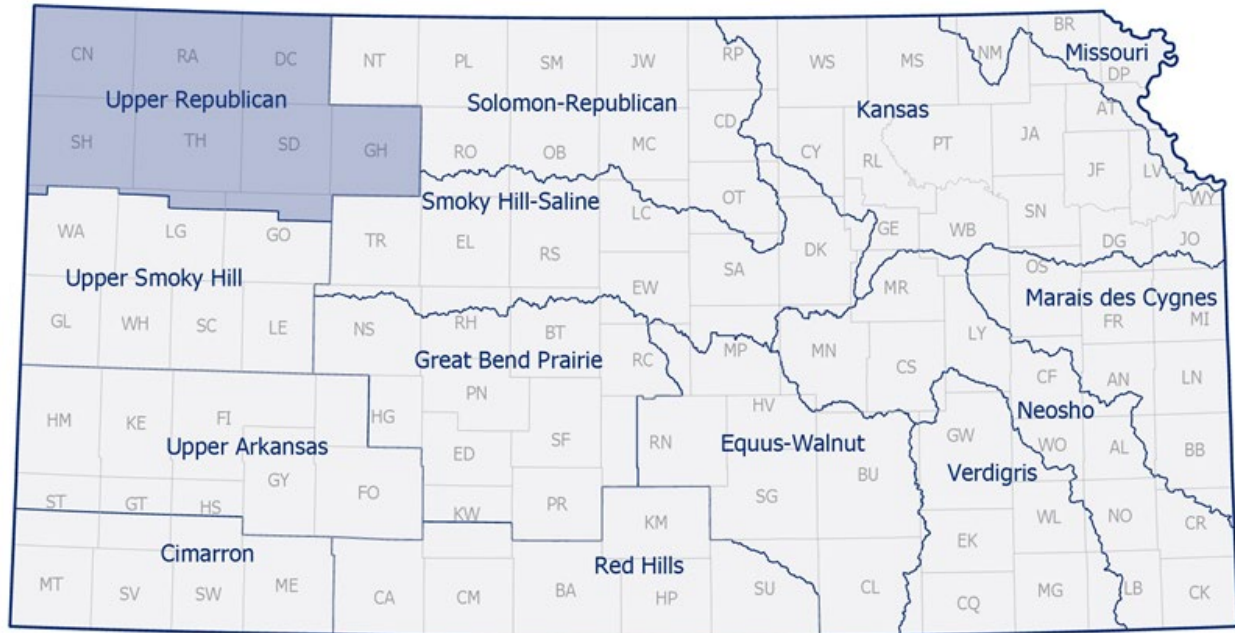 BR
CN RA DC NT PL SM JW RP WS MS NM Missouri
DP
Upper Republican Solomon-Republican Kansas
AT
SH TH SD GH RO OB MC CD CY RL PT JA JF LV
WY
Smoky Hill-Saline
WA LG GO TR EL RS LC OT DK GE WB SN DG JO
Upper Smoky Hill EW SA MR OS Marais des Cygnes
GL WH SC LE NS RH BT LY FR MI
Great Bend Prairie RC MP MN CS CF AN LN
HM KE FI HG PN HV Neosho
Upper Arkansas ED SF RN Equus-Walnut GW WO AL BB
Verdigris
GY FO SG BU
ST GT HS KW PR KM WL NO CR
Cimarron Red Hills EK
MT SV SW ME CA CM BA HP SU CL CQ MG LB CK